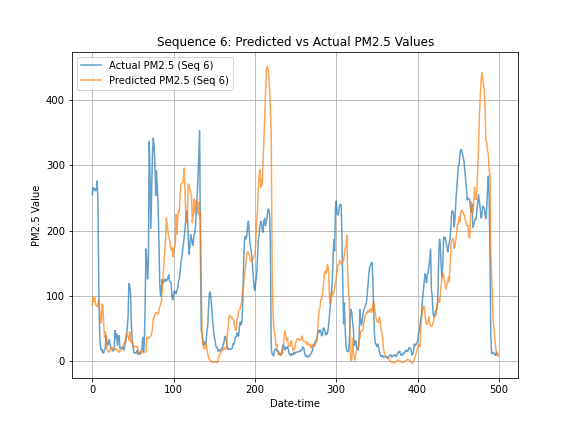 Sequence 6: Predicted vs Actual PM2.5 Values
Actual PM2.5 (Seq 6)
Predicted PM2.5 (Seq 6)
400
300
200
100
0
PM2.5 Value
0 100 200 300 400 500
Date-time